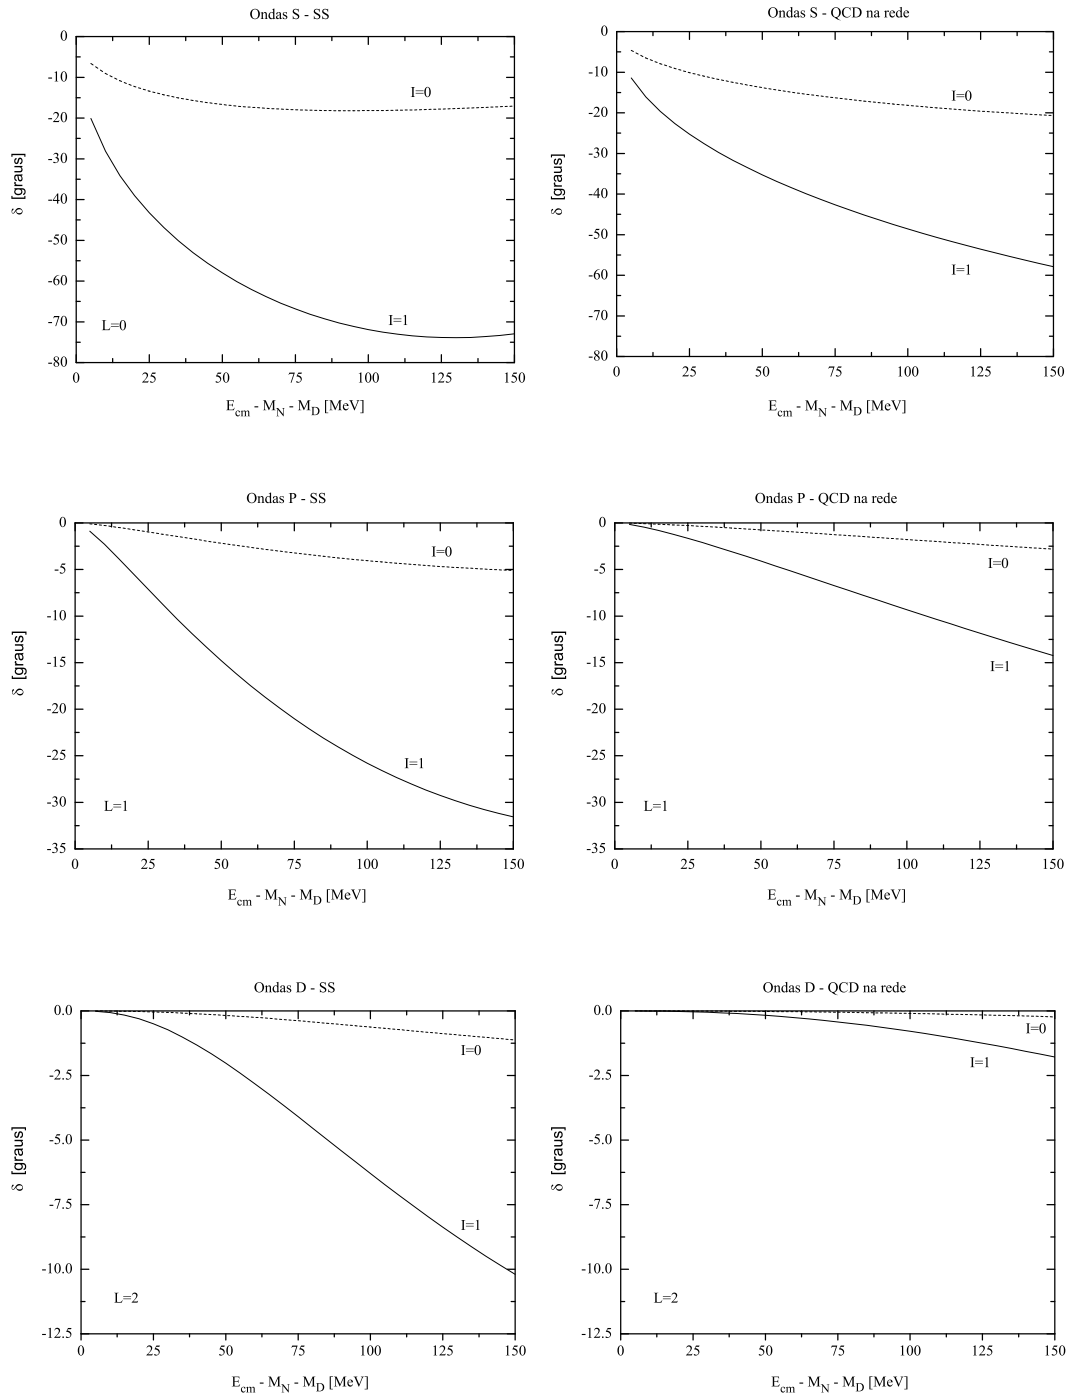 Ondas S - SS
0
-10
-20
-30
-40
-50
-60
-70
-80
δ [graus]
I=0
I=1
L=0
0 25 50 75 100 125 150
E_cm - M_N - M_D [MeV]
Ondas S - QCD na rede
0
-10
-20
-30
-40
-50
-60
-70
-80
δ [graus]
I=0
I=1
0 25 50 75 100 125 150
E_cm - M_N - M_D [MeV]
Ondas P - SS
0
-5
-10
-15
-20
-25
-30
-35
δ [graus]
I=0
I=1
L=1
0 25 50 75 100 125 150
E_cm - M_N - M_D [MeV]
Ondas P - QCD na rede
0
-5
-10
-15
-20
-25
-30
-35
δ [graus]
I=0
I=1
L=1
0 25 50 75 100 125 150
E_cm - M_N - M_D [MeV]
Ondas D - SS
0.0
-2.5
-5.0
-7.5
-10.0
-12.5
δ [graus]
I=0
I=1
L=2
0 25 50 75 100 125 150
E_cm - M_N - M_D [MeV]
Ondas D - QCD na rede
0.0
-2.5
-5.0
-7.5
-10.0
-12.5
δ [graus]
I=0
I=1
L=2
0 25 50 75 100 125 150
E_cm - M_N - M_D [MeV]